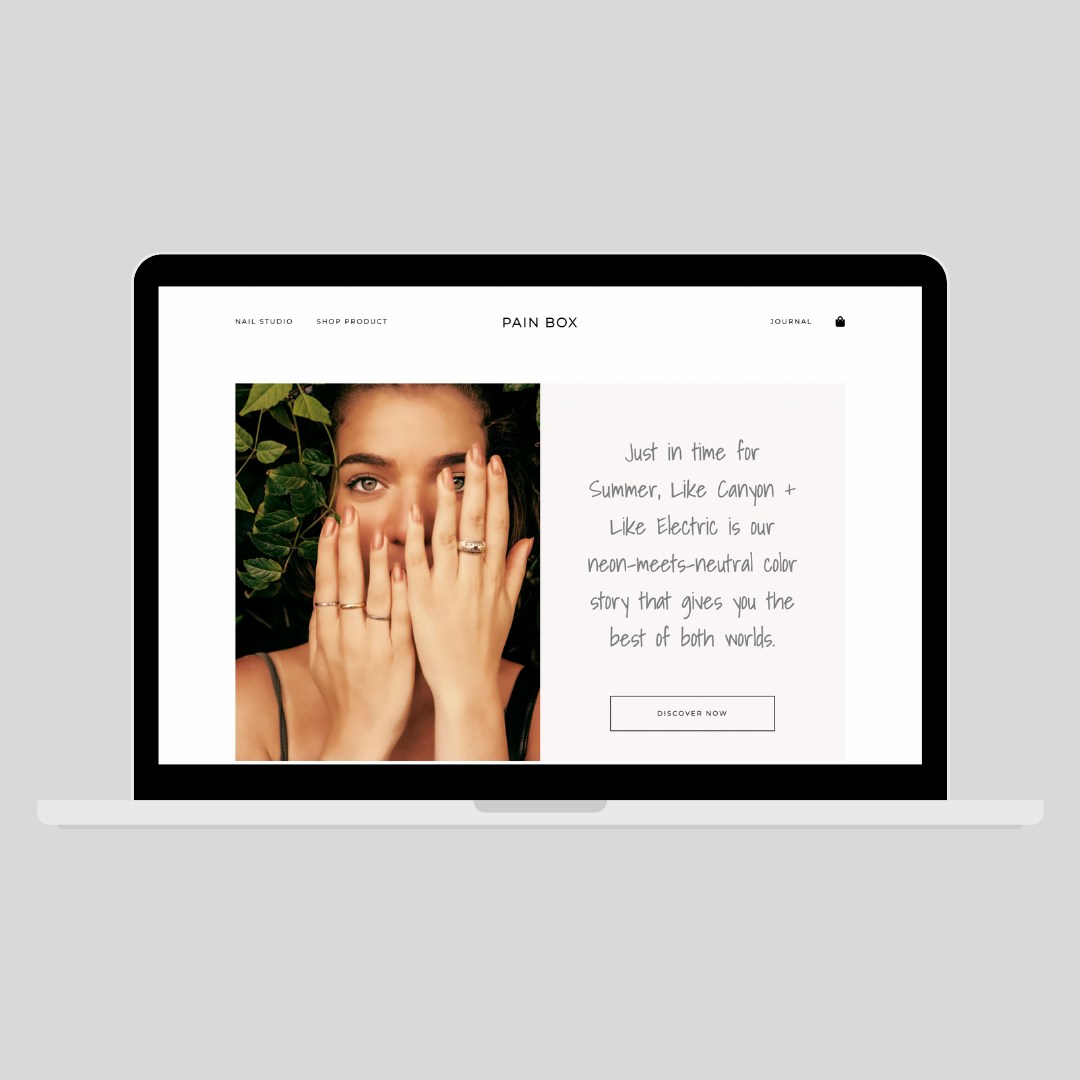 NAIL STUDIO SHOP PRODUCT PAIN BOX JOURNAL
Just in time for
Summer, Like Canyon +
Like Electric is our
neon-meets-neutral color
story that gives you the
best of both worlds.
DISCOVER NOW